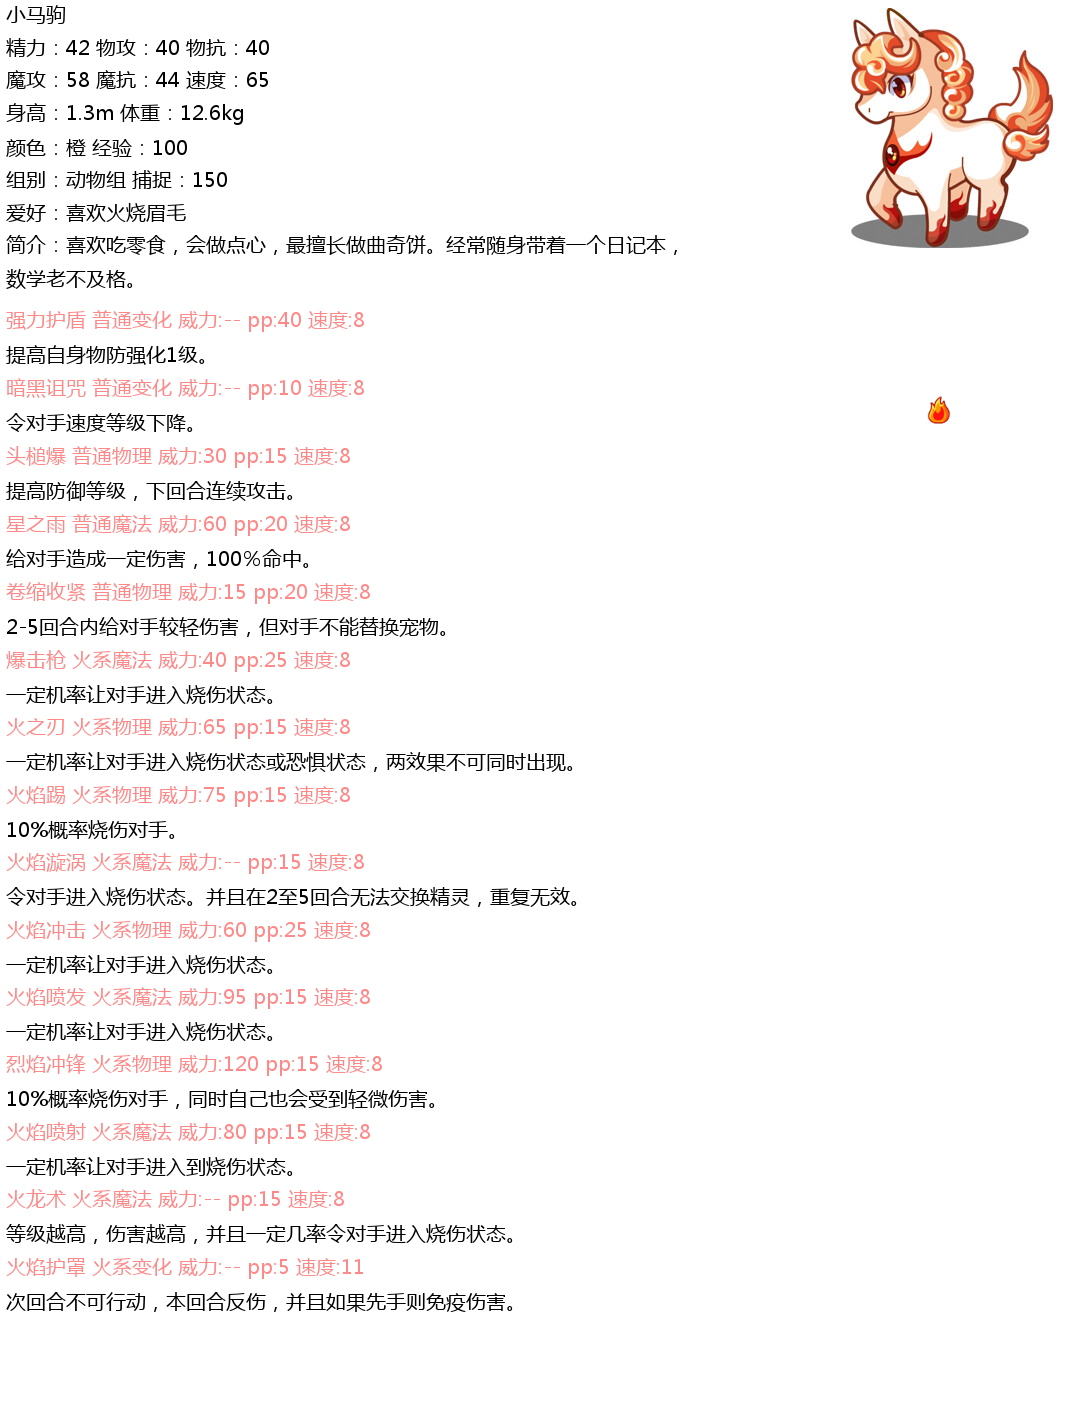 小马驹
精力：42 物攻：40 物抗：40
魔攻：58 魔抗：44 速度：65
身高：1.3m 体重：12.6kg
颜色：橙 经验：100
组别：动物组 捕捉：150
爱好：喜欢火烧眉毛
简介：喜欢吃零食，会做点心，最擅长做曲奇饼。经常随身带着一个日记本，
数学老不及格。
强力护盾 普通变化 威力:-- pp:40 速度:8
提高自身物防强化1级。
暗黑诅咒 普通变化 威力:-- pp:10 速度:8
令对手速度等级下降。
头槌爆 普通物理 威力:30 pp:15 速度:8
提高防御等级，下回合连续攻击。
星之雨 普通魔法 威力:60 pp:20 速度:8
给对手造成一定伤害，100%命中。
卷缩收紧 普通物理 威力:15 pp:20 速度:8
2-5回合内给对手较轻伤害，但对手不能替换宠物。
爆击枪 火系魔法 威力:40 pp:25 速度:8
一定机率让对手进入烧伤状态。
火之刃 火系物理 威力:65 pp:15 速度:8
一定机率让对手进入烧伤状态或恐惧状态，两效果不可同时出现。
火焰踢 火系物理 威力:75 pp:15 速度:8
10%概率烧伤对手。
火焰漩涡 火系魔法 威力:-- pp:15 速度:8
令对手进入烧伤状态。并且在2至5回合无法交换精灵，重复无效。
火焰冲击 火系物理 威力:60 pp:25 速度:8
一定机率让对手进入烧伤状态。
火焰喷发 火系魔法 威力:95 pp:15 速度:8
一定机率让对手进入烧伤状态。
烈焰冲锋 火系物理 威力:120 pp:15 速度:8
10%概率烧伤对手，同时自己也会受到轻微伤害。
火焰喷射 火系魔法 威力:80 pp:15 速度:8
一定机率让对手进入到烧伤状态。
火龙术 火系魔法 威力:-- pp:15 速度:8
等级越高，伤害越高，并且一定几率令对手进入烧伤状态。
火焰护罩 火系变化 威力:-- pp:5 速度:11
次回合不可行动，本回合反伤，并且如果先手则免疫伤害。